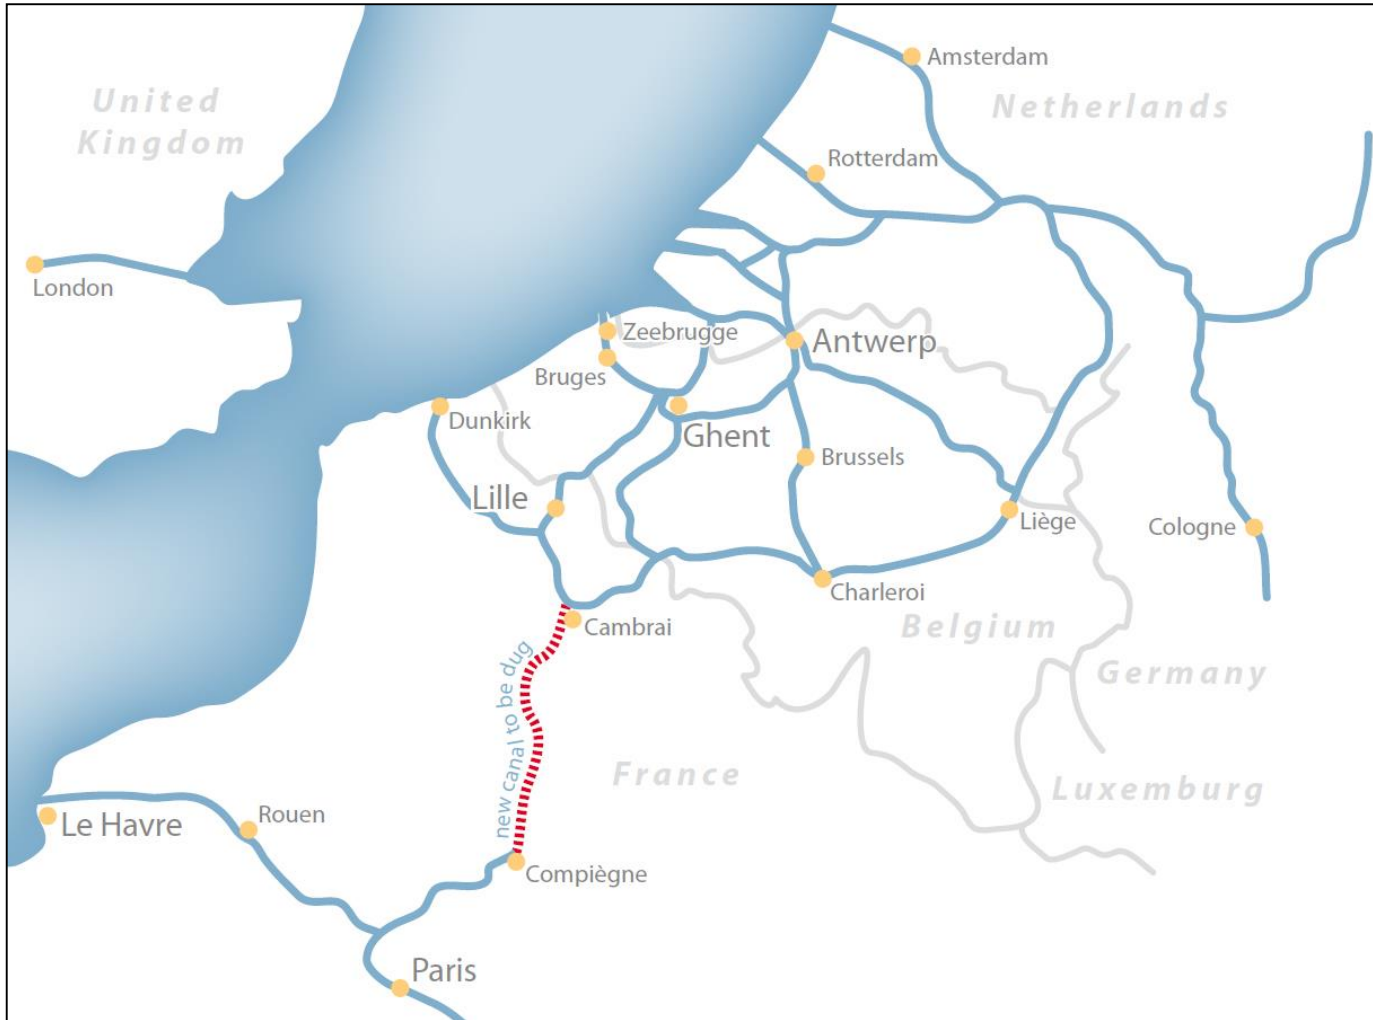 Amsterdam
United
Kingdom
Netherlands
Rotterdam
London
Zeebrugge
Antwerp
Bruges
Dunkirk
Ghent
Brussels
Lille
Liège
Cologne
Charleroi
Cambrai
Belgium
new canal to be dug
Germany
France
Luxemburg
Le Havre
Rouen
Compiègne
Paris